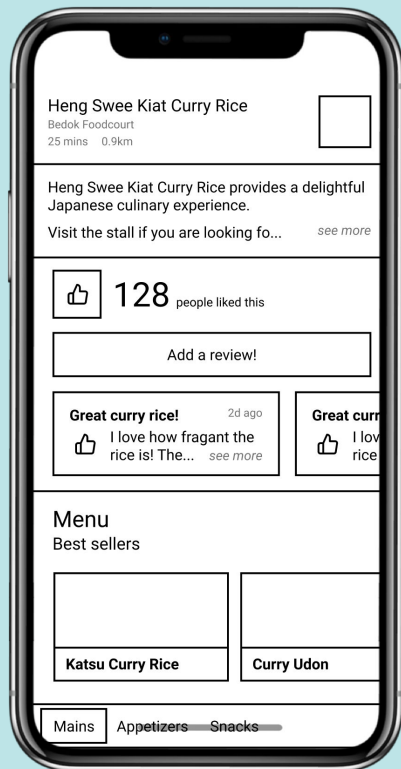 Heng Swee Kiat Curry Rice
Bedok Foodcourt
25 mins 0.9km
Heng Swee Kiat Curry Rice provides a delightful
Japanese culinary experience.
Visit the stall if you are looking fo... see more
128 people liked this
Add a review!
Great curry rice! 2d ago
I love how fragant the
rice is! The... see more
Great curr
I lov
rice
Menu
Best sellers
Katsu Curry Rice
Curry Udon
Mains Appetizers Snacks